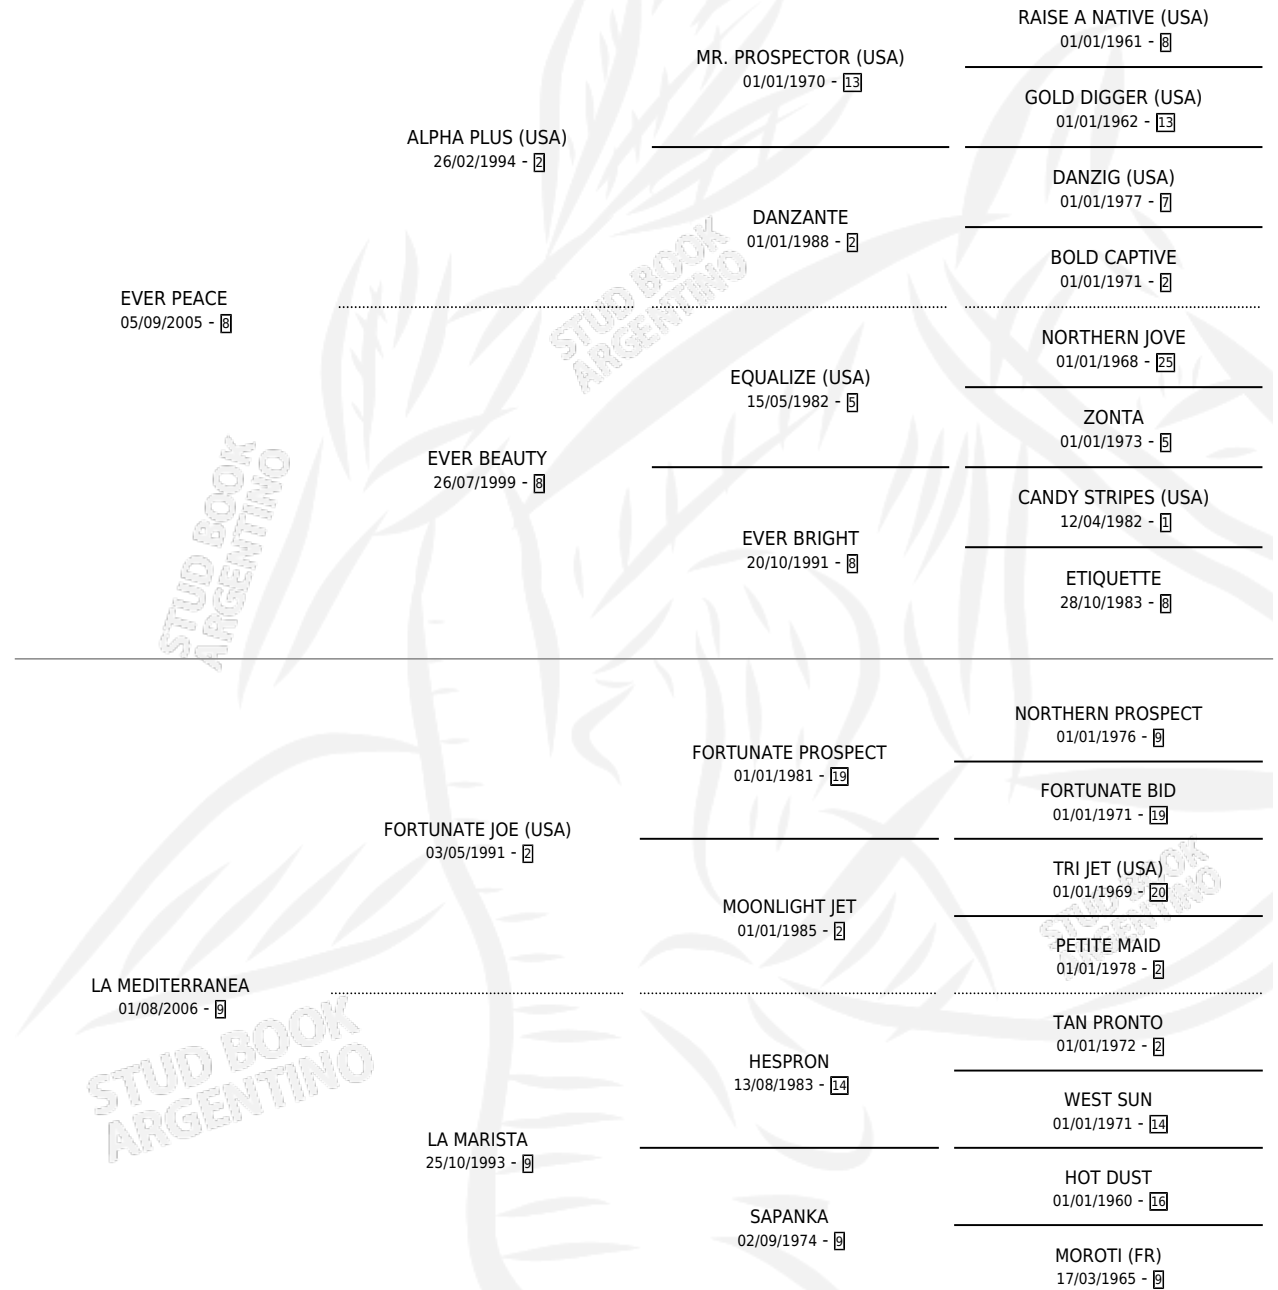 RAISE A NATIVE (USA)
01/01/1961 - 8
MR. PROSPECTOR (USA)
01/01/1970 - 13
GOLD DIGGER (USA)
01/01/1962 - 13
ALPHA PLUS (USA)
26/02/1994 - 2
DANZIG (USA)
01/01/1977 - 7
DANZANTE
01/01/1988 - 2
BOLD CAPTIVE
01/01/1971 - 2
EVER PEACE
05/09/2005 - 8
NORTHERN JOVE
01/01/1968 - 25
EQUALIZE (USA)
15/05/1982 - 5
ZONTA
01/01/1973 - 5
EVER BEAUTY
26/07/1999 - 8
CANDY STRIPES (USA)
12/04/1982 - 1
EVER BRIGHT
20/10/1991 - 8
ETIQUETTE
28/10/1983 - 8
NORTHERN PROSPECT
01/01/1976 - 9
FORTUNATE PROSPECT
01/01/1981 - 19
FORTUNATE BID
01/01/1971 - 19
FORTUNATE JOE (USA)
03/05/1991 - 2
TRI JET (USA)
01/01/1969 - 20
MOONLIGHT JET
01/01/1985 - 2
PETITE MAID
01/01/1978 - 2
LA MEDITERRANEA
01/08/2006 - 9
TAN PRONTO
01/01/1972 - 2
HESPRON
13/08/1983 - 14
WEST SUN
01/01/1971 - 14
LA MARISTA
25/10/1993 - 9
HOT DUST
01/01/1960 - 16
SAPANKA
02/09/1974 - 9
MOROTI (FR)
17/03/1965 - 9
STUD BOOK
ARGENTINO
STUD BOOK
ARGENTINO
STUD BOOK
ARGENTINO
STUD BOOK
ARGENTINO